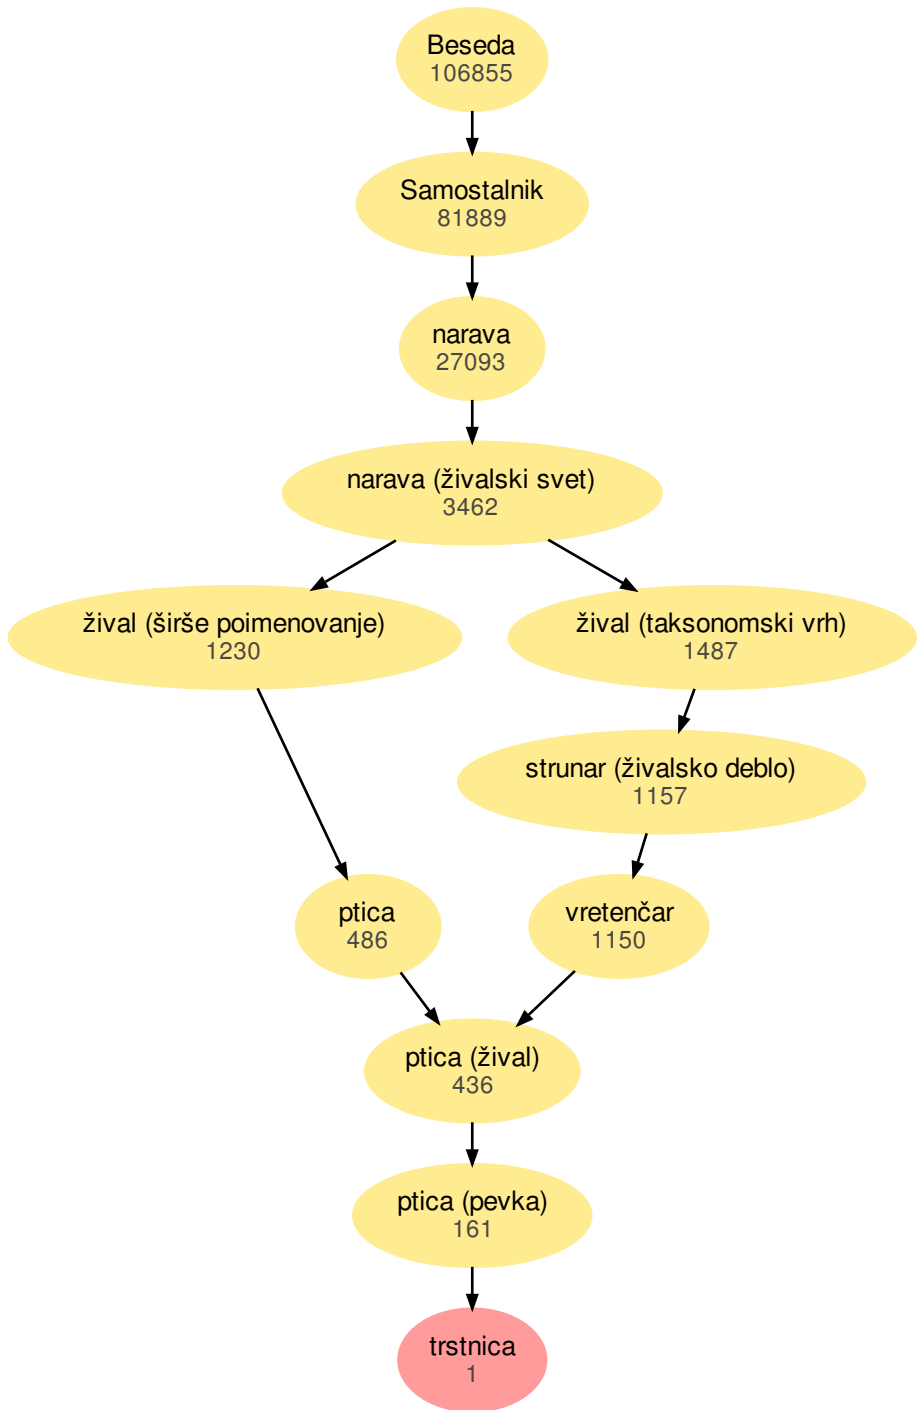 Beseda
106855
Samostalnik
81889
narava
27093
narava (živalski svet)
3462
žival (širše poimenovanje)
1230
žival (taksonomski vrh)
1487
strunar (živalsko deblo)
1157
ptica
486
vretenčar
1150
ptica (žival)
436
ptica (pevka)
161
trstnica
1